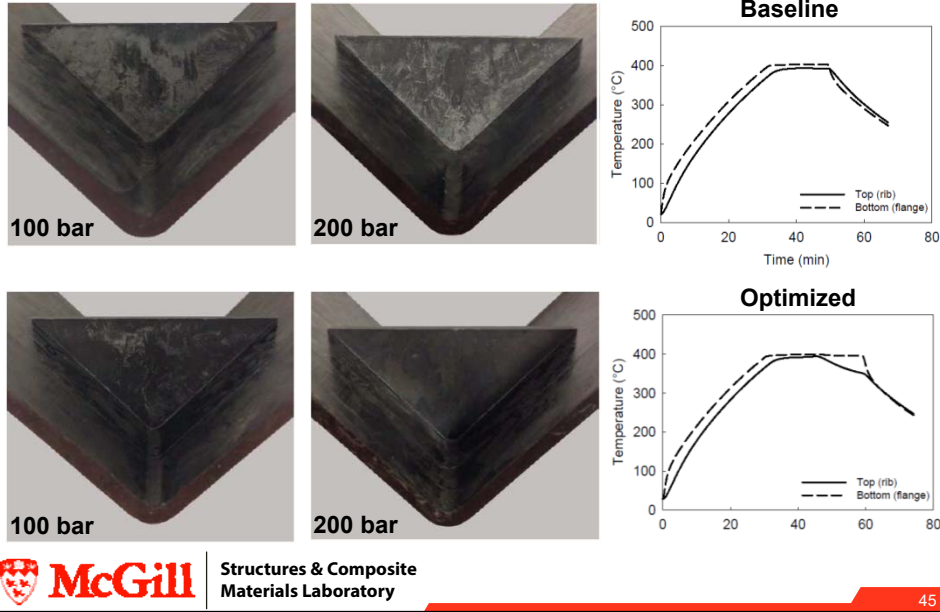 Baseline
100 bar
200 bar
Temperature (°C)
500
400
300
200
100
0
Top (rib)
Bottom (flange)
0 20 40 60 80
Time (min)
Optimized
100 bar
200 bar
Temperature (°C)
500
400
300
200
100
0
Top (rib)
Bottom (flange)
0 20 40 60 80
McGill
Structures & Composite
Materials Laboratory
45